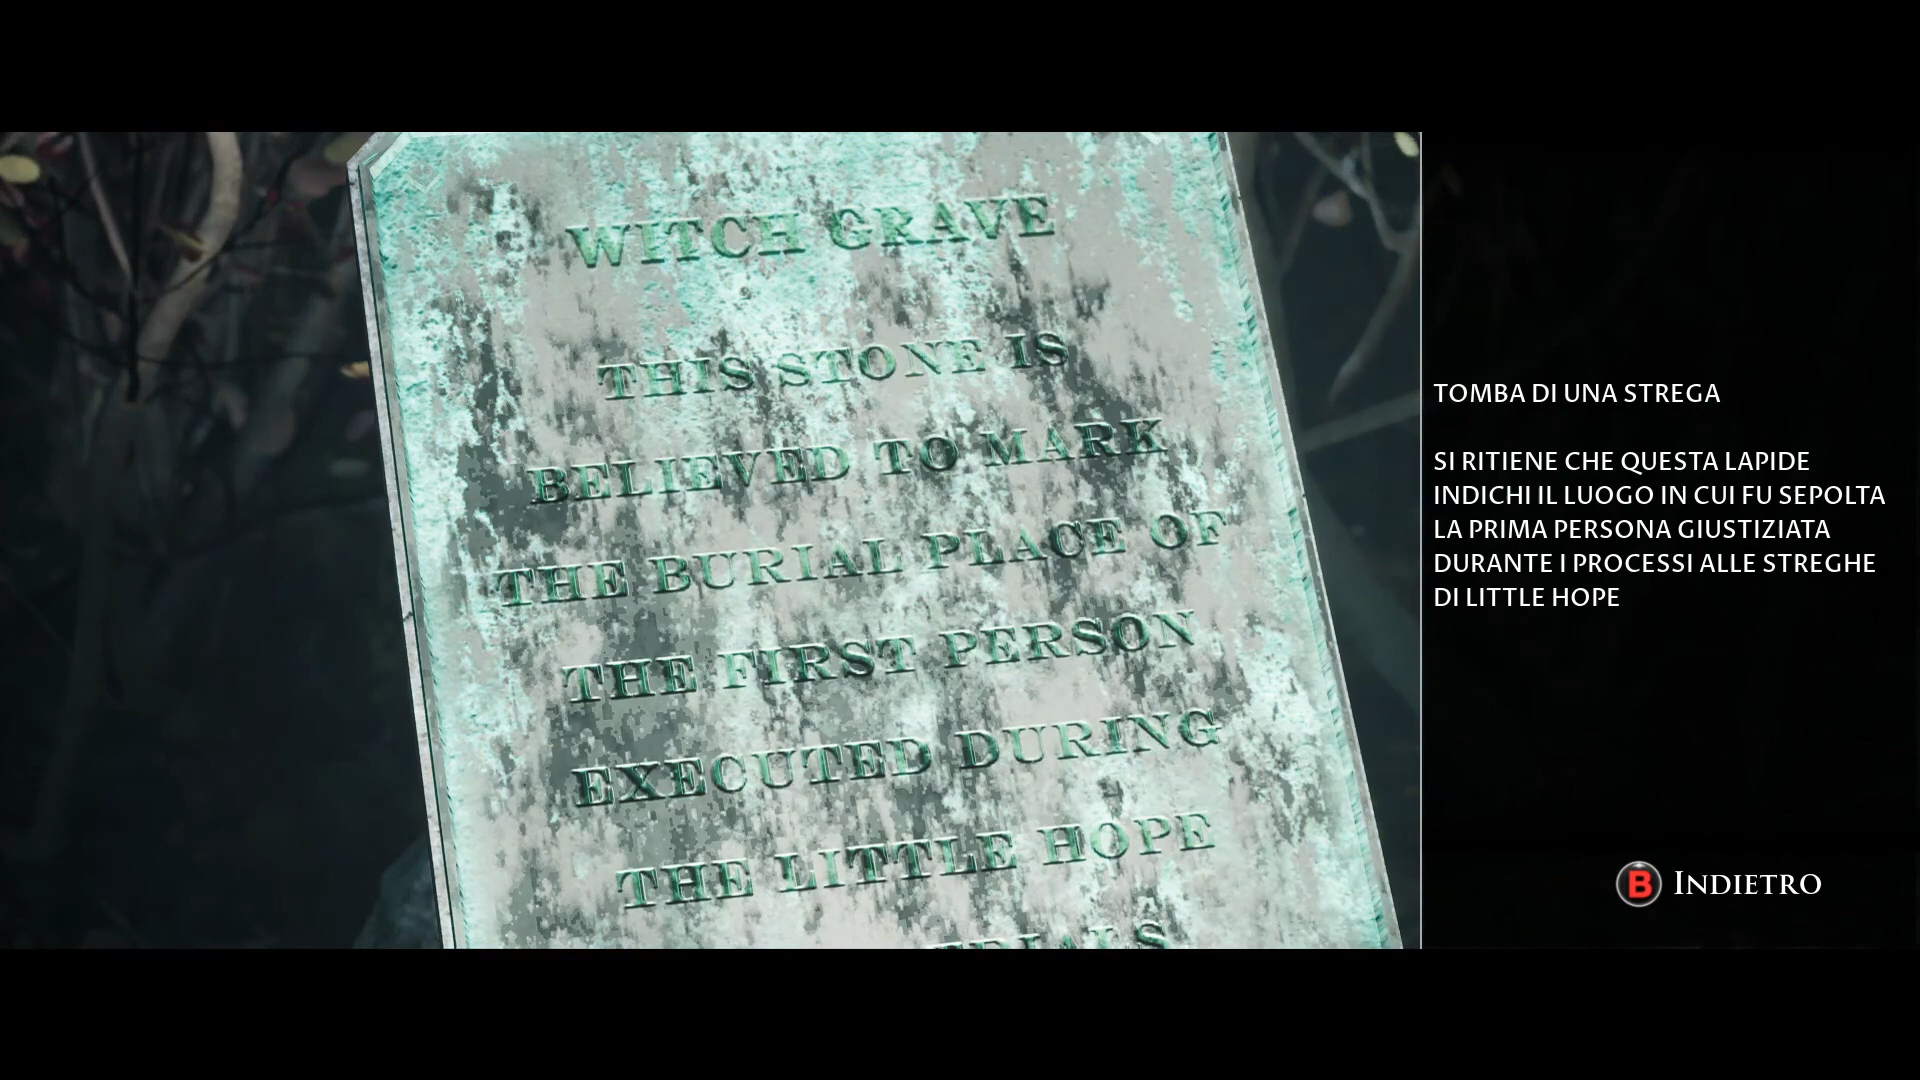 WITCH GRAVE
THIS STONE IS
BELIEVED TO MARK
THE BURIAL PLACE OF
THE FIRST PERSON
EXECUTED DURING
THE LITTLE HOPE
TRIALS
TOMBA DI UNA STREGA
SI RITIENE CHE QUESTA LAPIDE
INDICHI IL LUOGO IN CUI FU SEPOLTA
LA PRIMA PERSONA GIUSTIZIATA
DURANTE I PROCESSI ALLE STREGHE
DI LITTLE HOPE
B INDIETRO